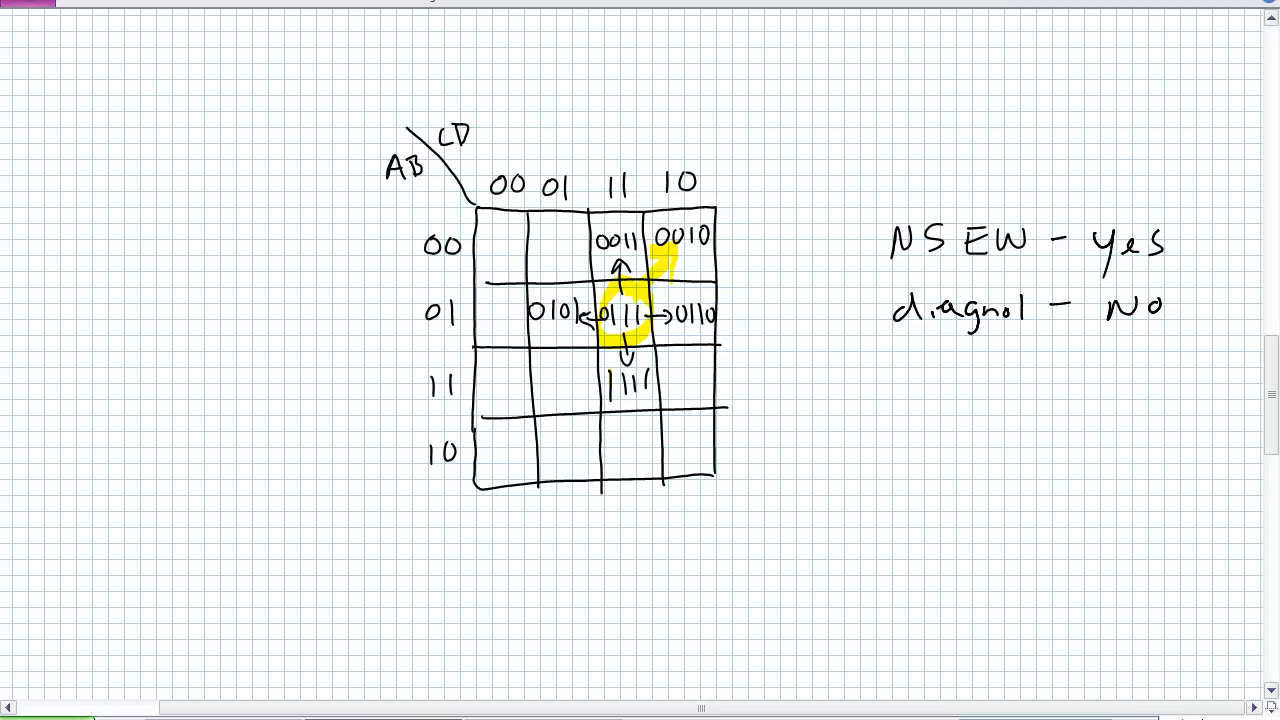 CD
AB
00 01 11 10
00 0011 0010
01 0101 0111 0110
11 1111
10
NSEW - yes
diagnol - No